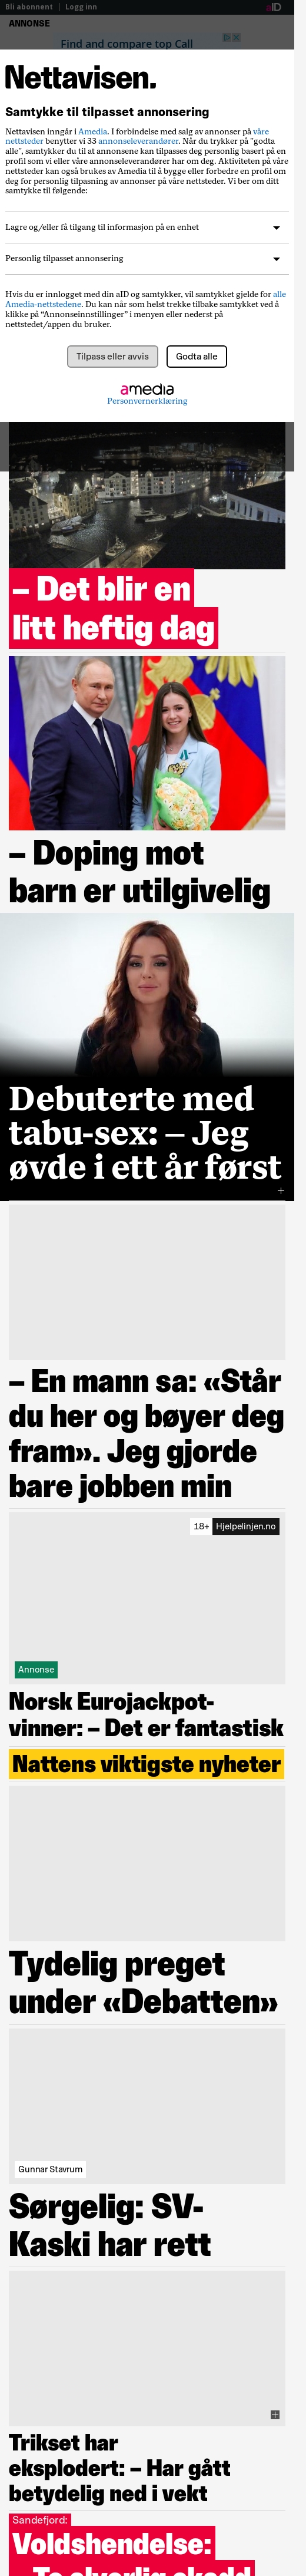 Bli abonnent | Logg inn
aID
ANNONSE
Find and compare top Call
Nettavisen.
Samtykke til tilpasset annonsering
Nettavisen inngår i Amedia. I forbindelse med salg av annonser på våre
nettsteder benytter vi 33 annonseleverandører. Når du trykker på "godta
alle", samtykker du til at annonsene kan tilpasses deg personlig basert på en
profil som vi eller våre annonseleverandører har om deg. Aktiviteten på våre
nettsteder kan også brukes av Amedia til å bygge eller forbedre en profil om
deg for personlig tilpasning av annonser på våre nettsteder. Vi ber om ditt
samtykke til følgende:
Lagre og/eller få tilgang til informasjon på en enhet
Personlig tilpasset annonsering
Hvis du er innlogget med din aID og samtykker, vil samtykket gjelde for alle
Amedia-nettstedene. Du kan når som helst trekke tilbake samtykket ved å
klikke på "Annonseinnstillinger" i menyen eller nederst på
nettstedet/appen du bruker.
Tilpass eller avvis
Godta alle
amedia
Personvernerklæring
– Det blir en
litt heftig dag
– Doping mot
barn er utilgivelig
Debuterte med
tabu-sex: – Jeg
øvde i ett år først
– En mann sa: «Står
du her og bøyer deg
fram». Jeg gjorde
bare jobben min
18+ Hjelpelinjen.no
Annonse
Norsk Eurojackpot-
vinner: – Det er fantastisk
Nattens viktigste nyheter
Tydelig preget
under «Debatten»
Gunnar Stavrum
Sørgelig: SV-
Kaski har rett
Trikset har
eksplodert: – Har gått
betydelig ned i vekt
Sandefjord:
Voldshendelse:
– To alvorlig skadd